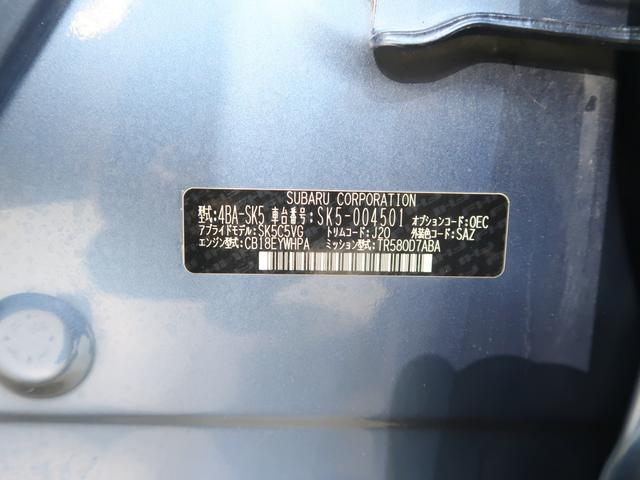 SUBARU CORPORATION
型式:4BA-SK5 車台番号:SK5-004501 オプションコード:OEC
アプライドモデル:SK5C5VG トリムコード:J20 外装色コード:SAZ
エンジン型式:CB18EYWHPA ミッション型式:TR580D7ABA